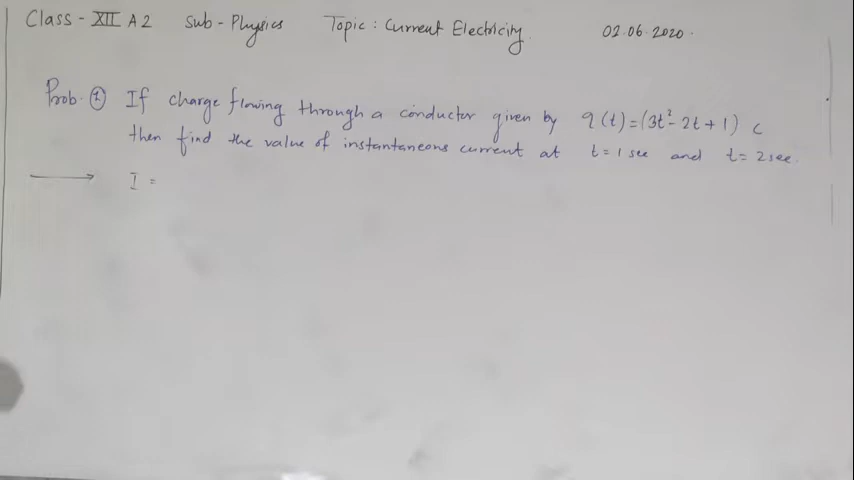 Class - XII A2 Sub - Physics Topic : Current Electricity. 02.06.2020.
Prob. ① If charge flowing through a conductor given by q(t) = (3t² - 2t + 1) C
then find the value of instantaneous current at t = 1 sec and t = 2 sec.
→ I =